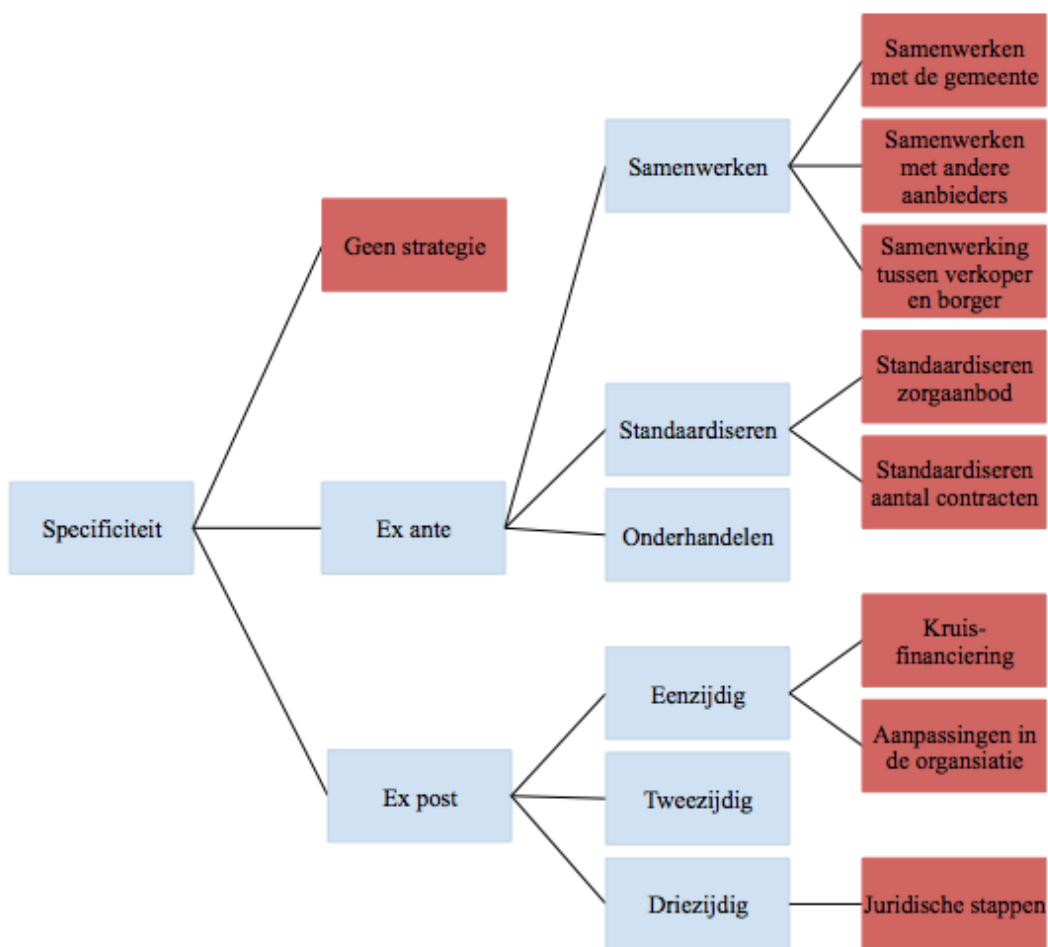 Samenwerken
met de gemeente
Samenwerken
Samenwerken
met andere
aanbieders
Geen strategie
Samenwerking
tussen verkoper
en borger
Standaardiseren
Standaardiseren
zorgaanbod
Standaardiseren
aantal contracten
Specificiteit
Ex ante
Onderhandelen
Eenzijdig
Kruis-
financiering
Aanpassingen in
de organsiatie
Ex post
Tweezijdig
Driezijdig
Juridische stappen